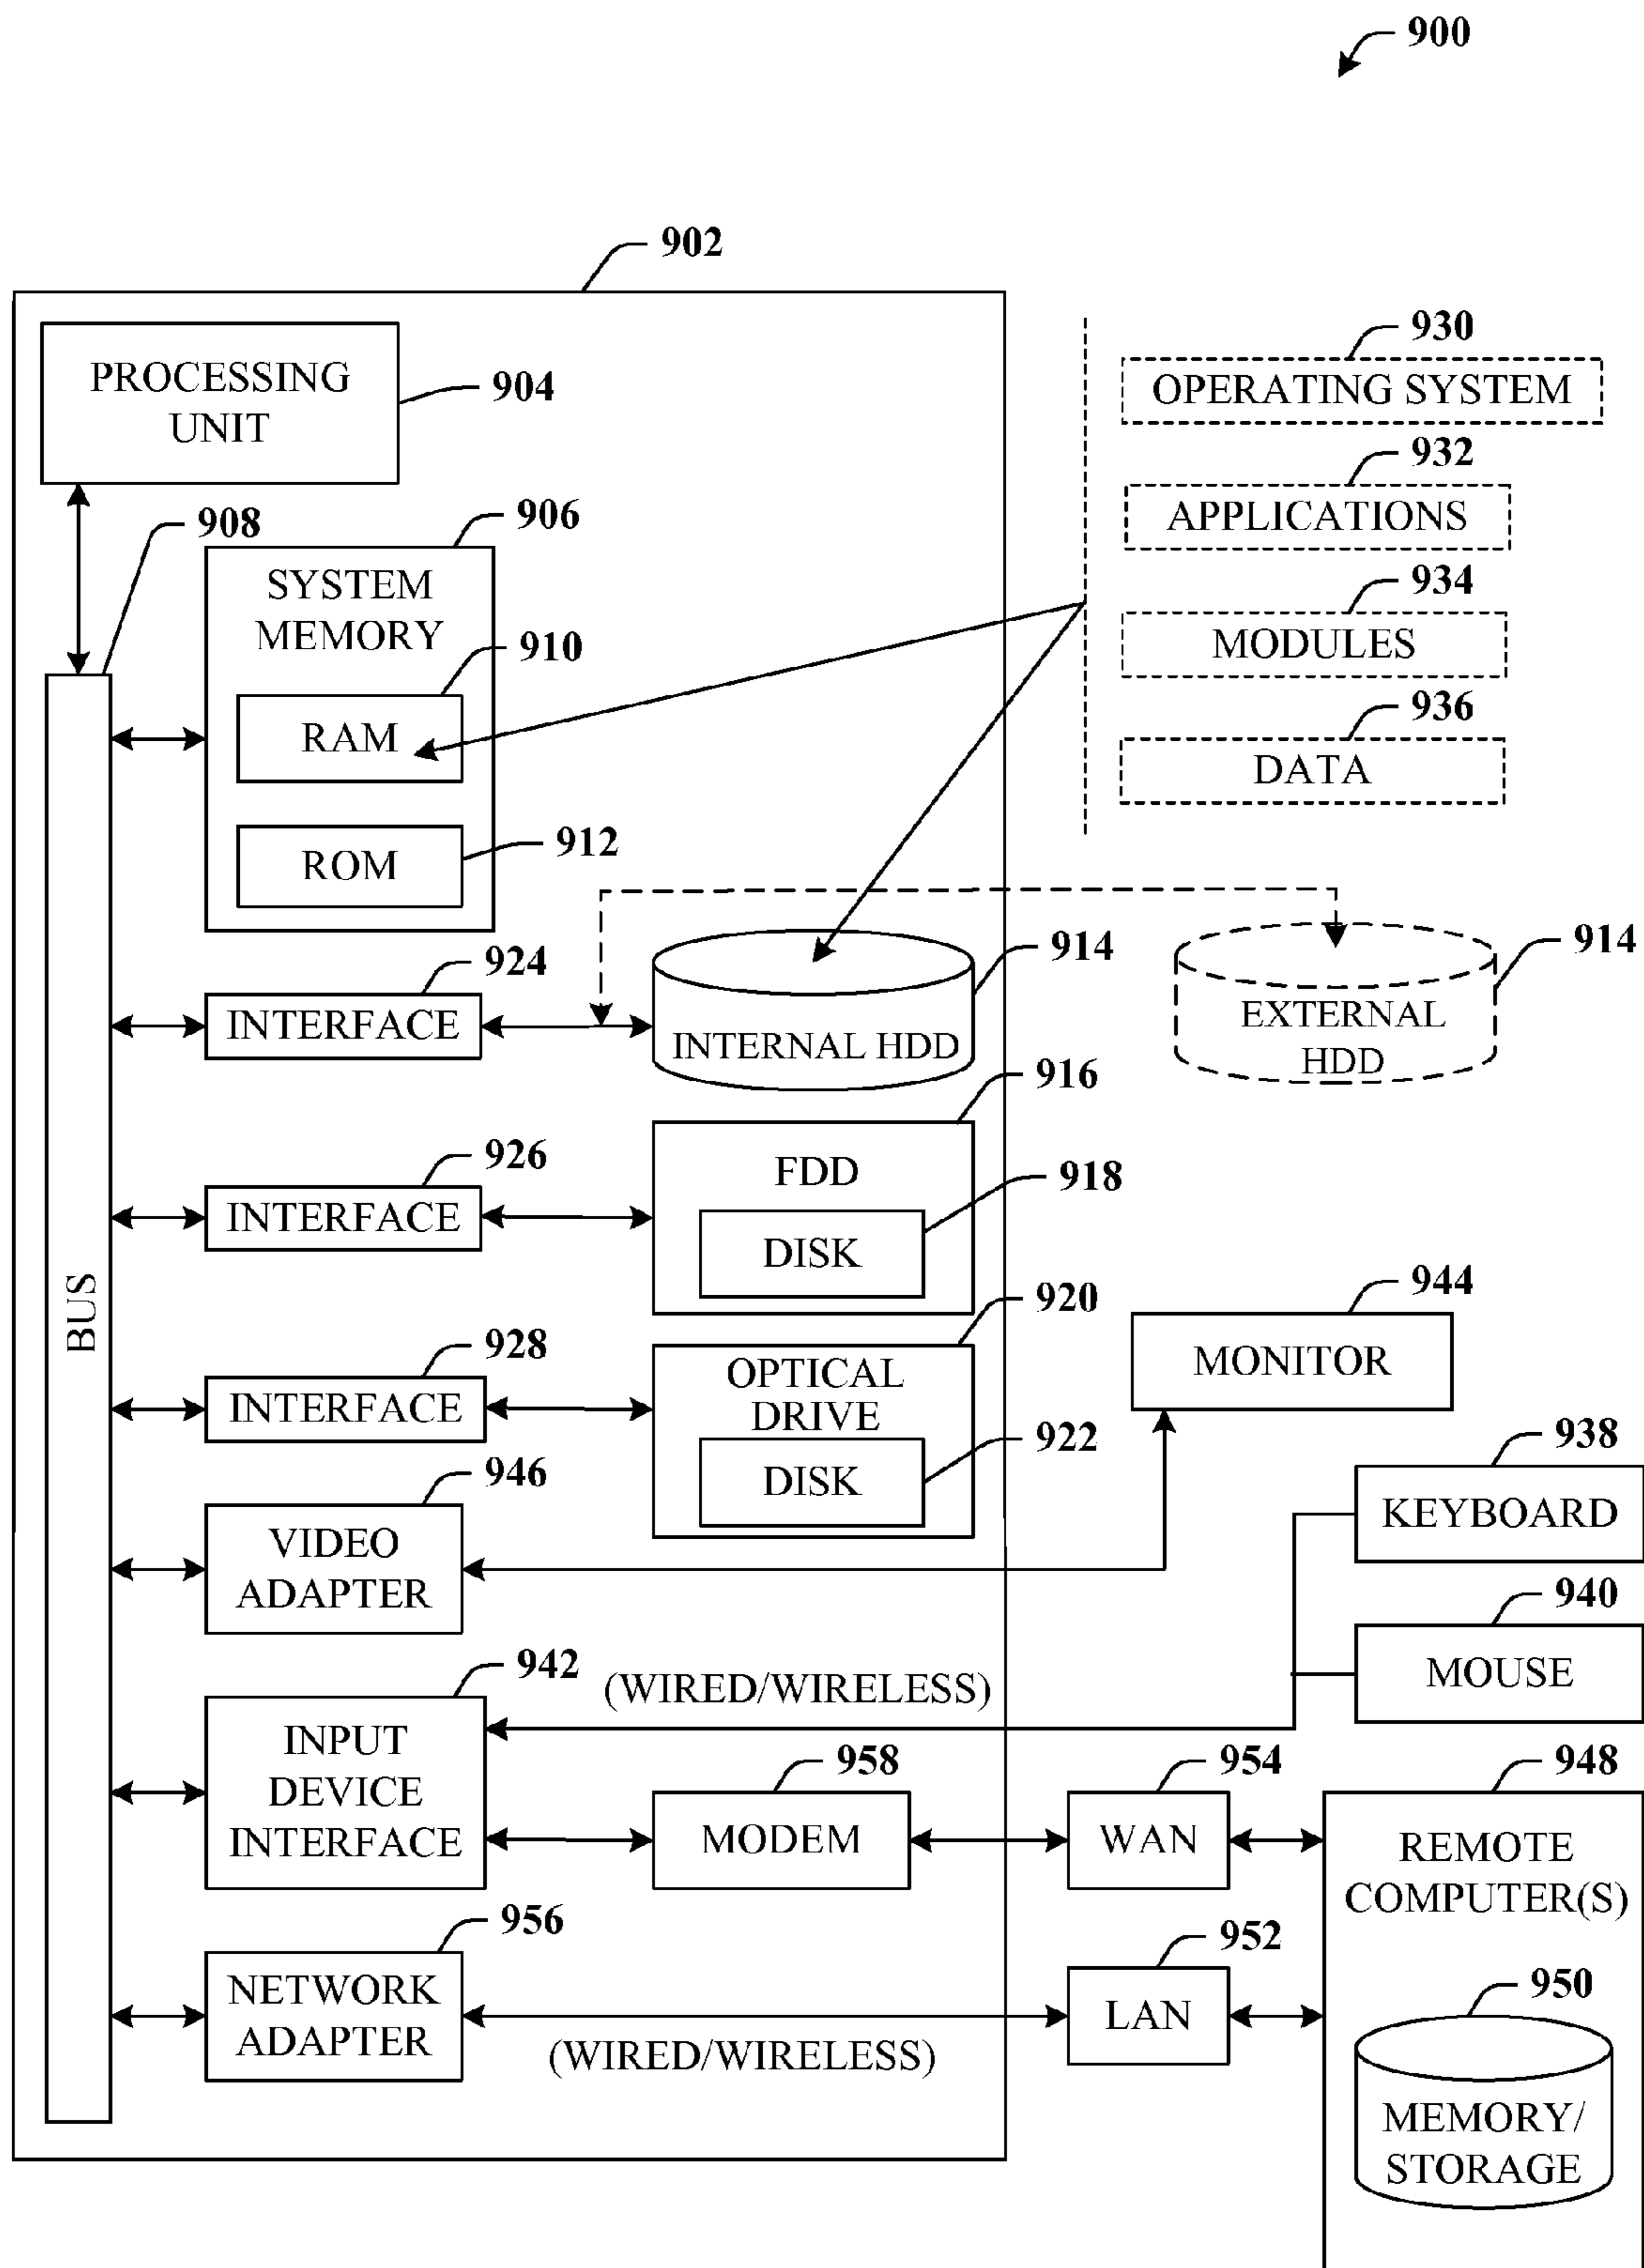 900
902
PROCESSING
UNIT
904
930
OPERATING SYSTEM
932
APPLICATIONS
934
MODULES
936
DATA
908
906
SYSTEM
MEMORY
910
RAM
912
ROM
BUS
924
INTERFACE
914
INTERNAL HDD
914
EXTERNAL
HDD
926
INTERFACE
916
FDD
918
DISK
928
INTERFACE
920
OPTICAL
DRIVE
922
DISK
944
MONITOR
946
VIDEO
ADAPTER
938
KEYBOARD
940
MOUSE
942
(WIRED/WIRELESS)
INPUT
DEVICE
INTERFACE
958
MODEM
954
WAN
948
REMOTE
COMPUTER(S)
956
NETWORK
ADAPTER
(WIRED/WIRELESS)
952
LAN
950
MEMORY/
STORAGE